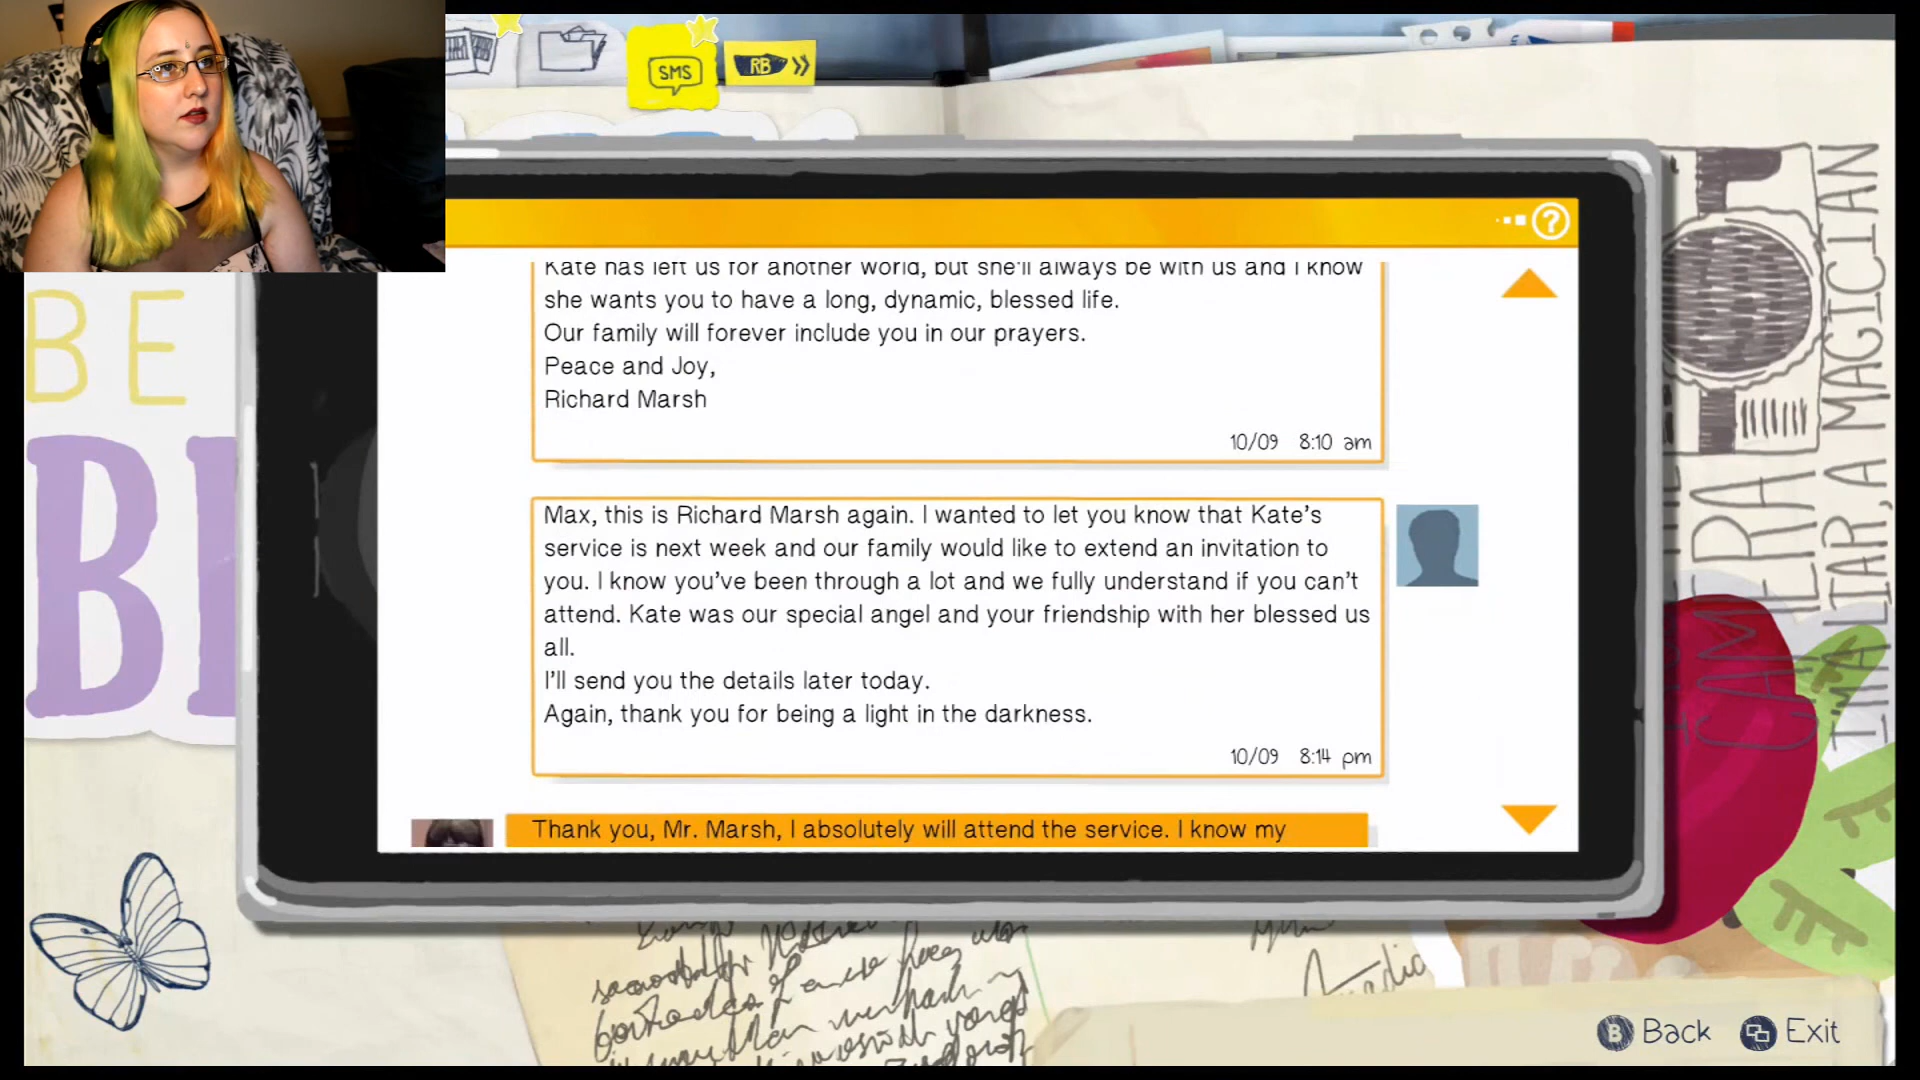 SMS
RB
Kate has left us for another world, but she'll always be with us and I know
she wants you to have a long, dynamic, blessed life.
Our family will forever include you in our prayers.
Peace and Joy,
Richard Marsh
10/09 8:10 am
Max, this is Richard Marsh again. I wanted to let you know that Kate's
service is next week and our family would like to extend an invitation to
you. I know you've been through a lot and we fully understand if you can't
attend. Kate was our special angel and your friendship with her blessed us
all.
I'll send you the details later today.
Again, thank you for being a light in the darkness.
10/09 8:14 pm
Thank you, Mr. Marsh, I absolutely will attend the service. I know my
BE
CAMERA
I'M A LIAR, A MAGICIAN
B Back
Exit